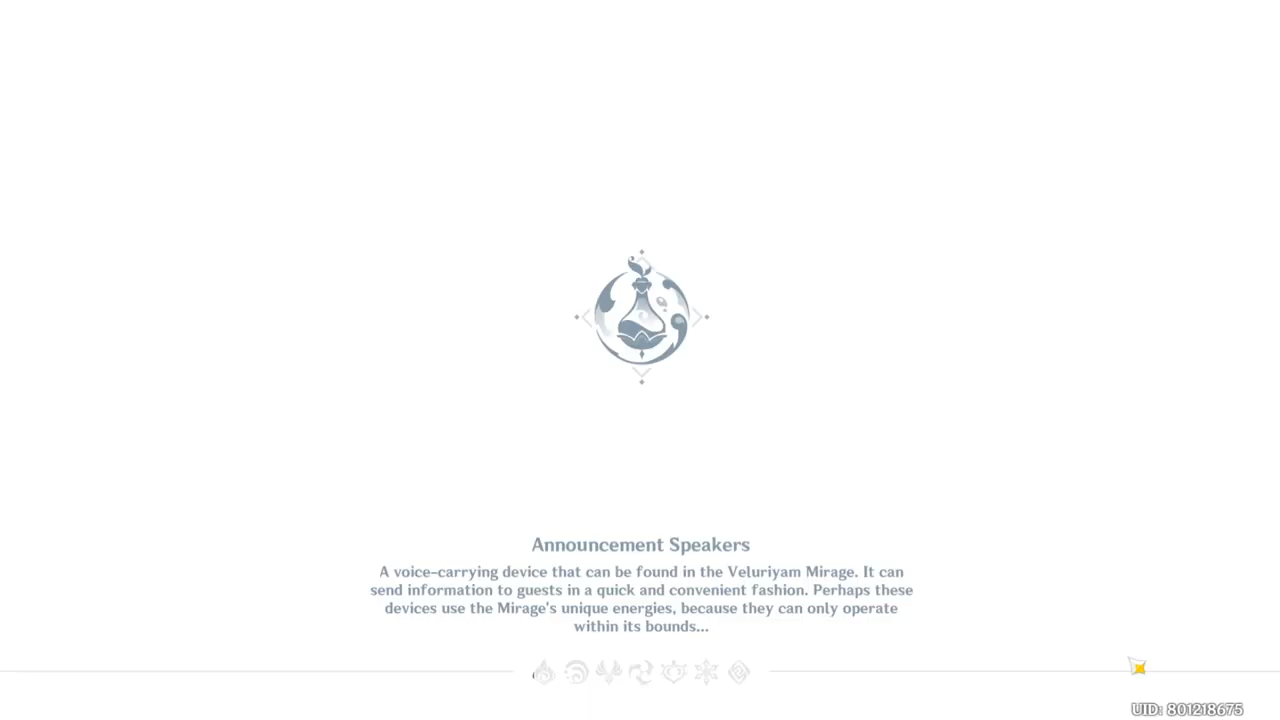 Announcement Speakers
A voice-carrying device that can be found in the Veluriyam Mirage. It can
send information to guests in a quick and convenient fashion. Perhaps these
devices use the Mirage's unique energies, because they can only operate
within its bounds...
UID: 801218675